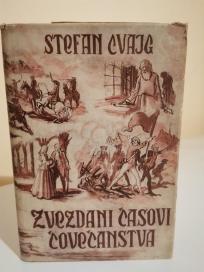 STEFAN CVAJG
ZVEZDANI ČASOVI
ČOVEČANSTVA